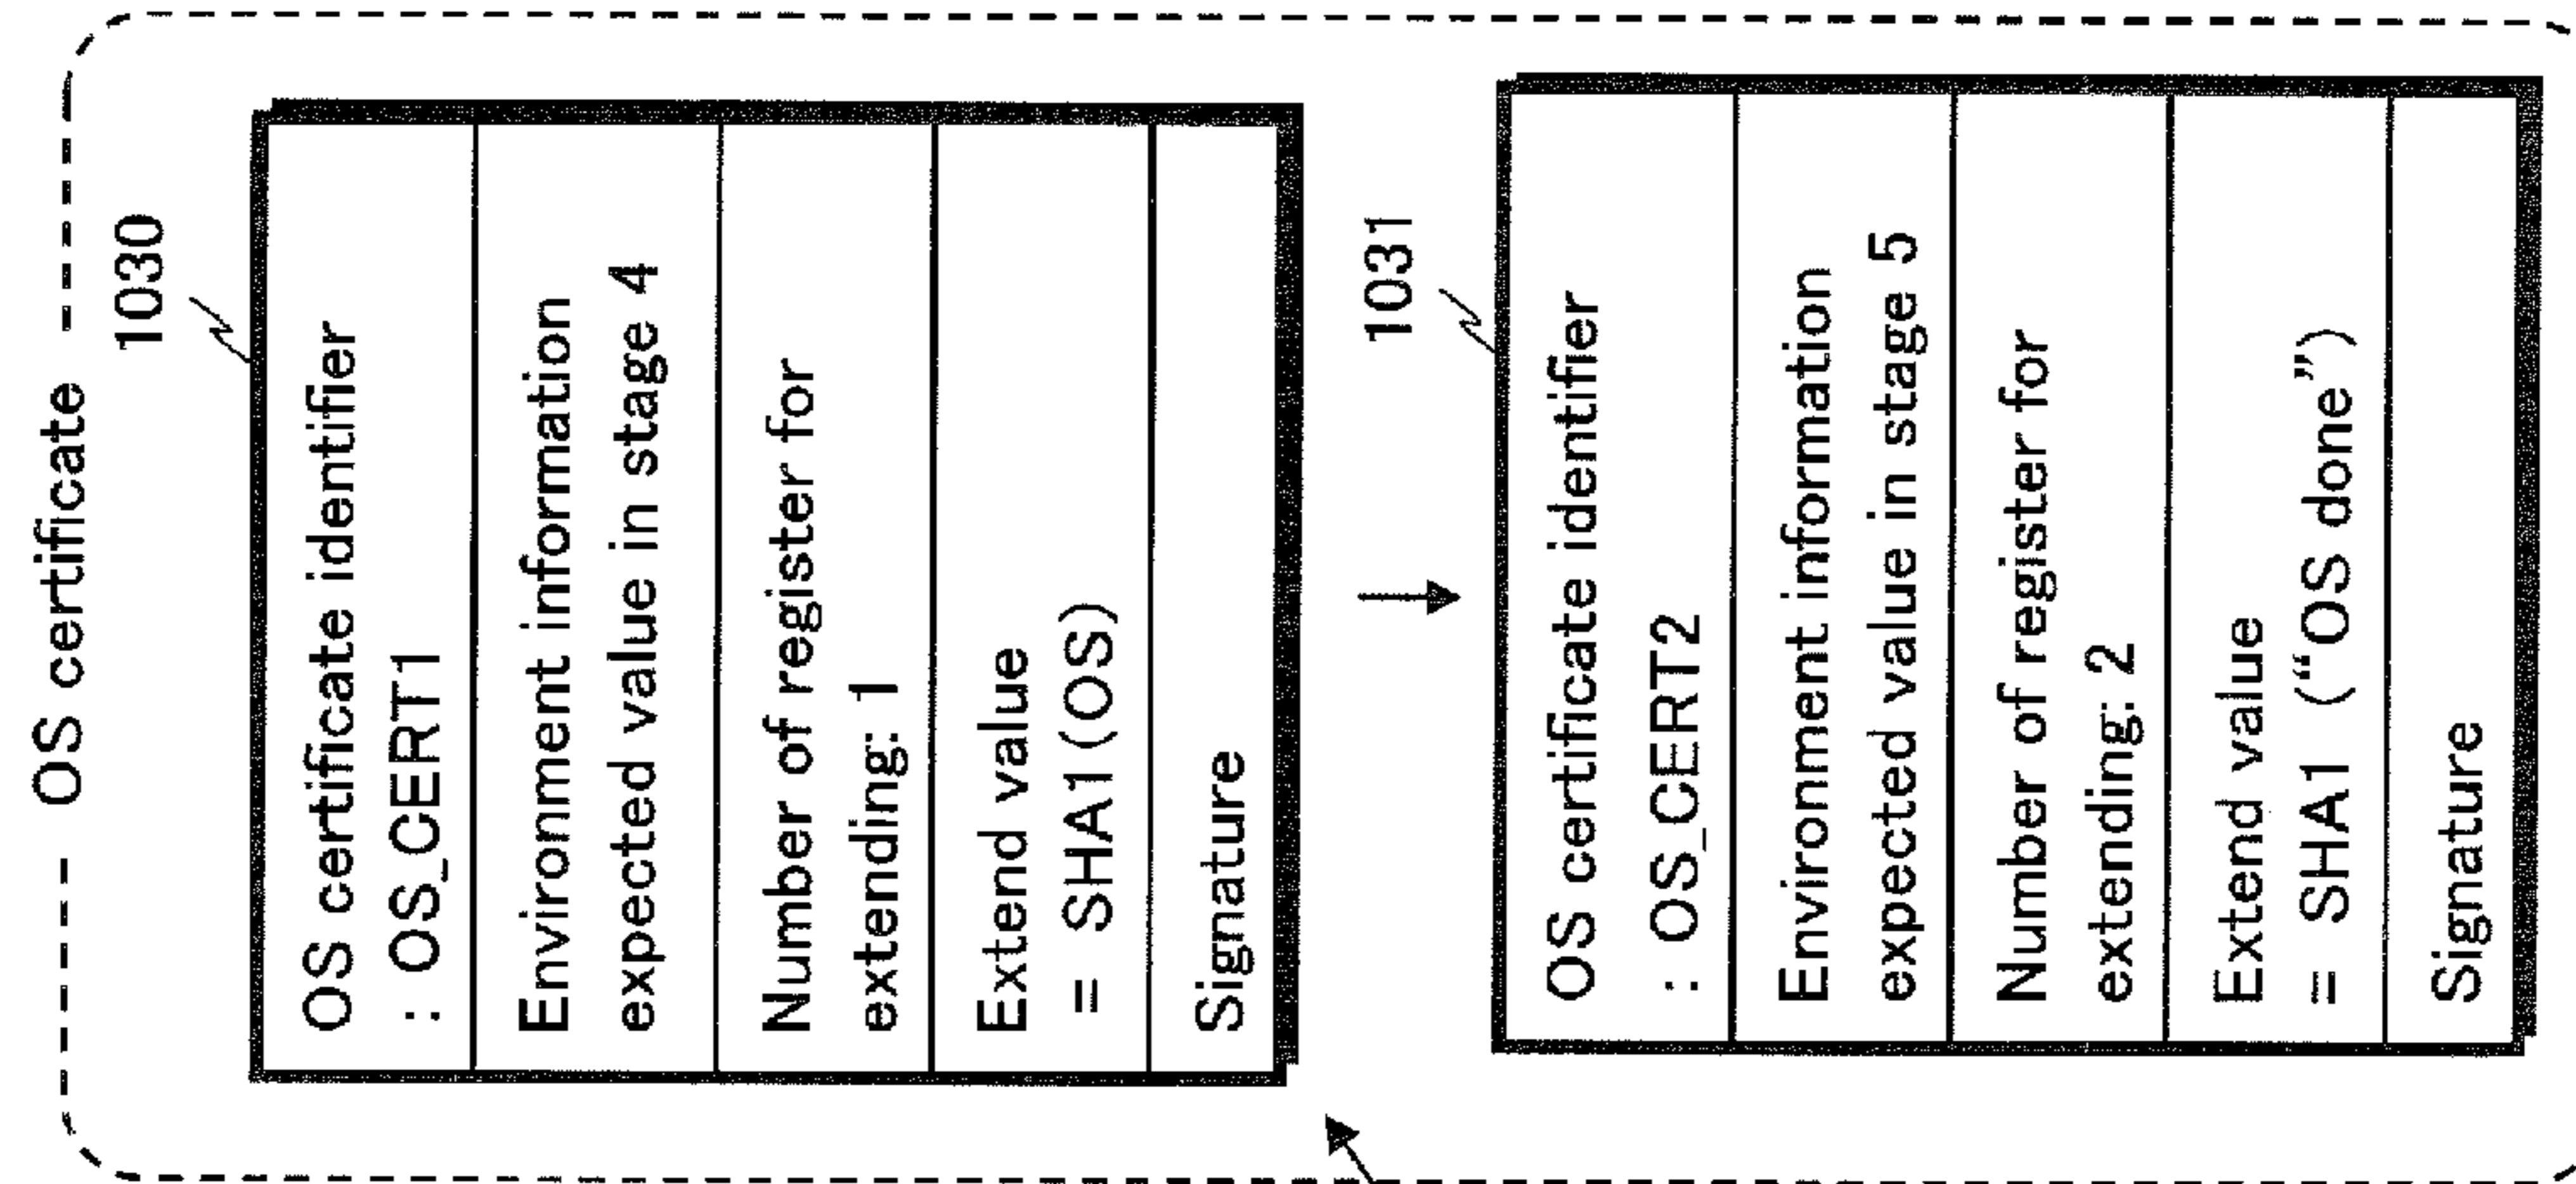 OS certificate
1030
OS certificate identifier
: OS_CERT1
Environment information
expected value in stage 4
Number of register for
extending: 1
Extend value
= SHA1(OS)
Signature
1031
OS certificate identifier
: OS_CERT2
Environment information
expected value in stage 5
Number of register for
extending: 2
Extend value
= SHA1 (“OS done”)
Signature